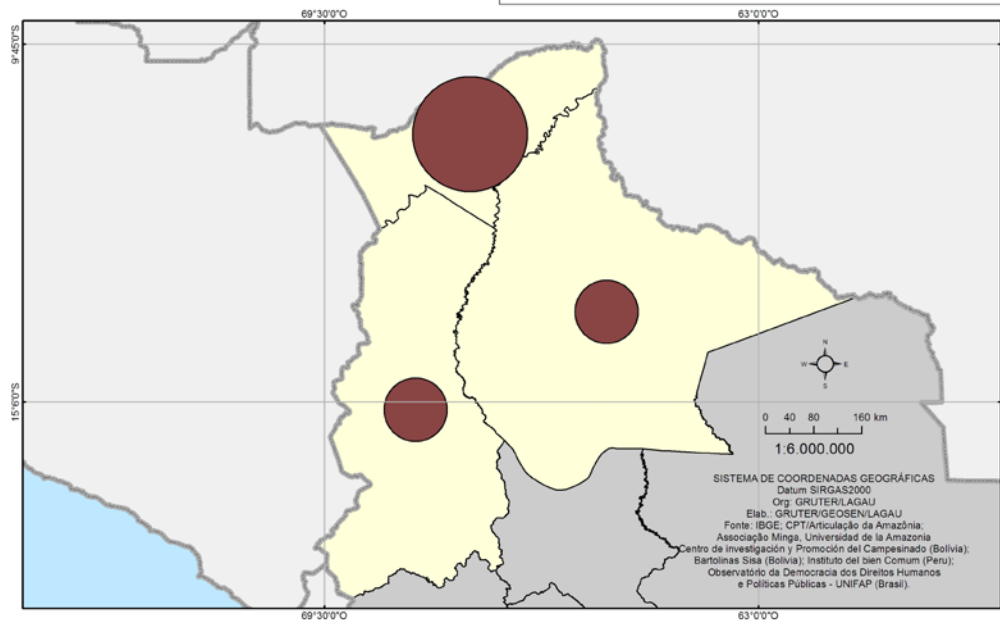 69°30'0"O 63°0'0"O
9°45'0"S
N
W E
S
15°6'0"S
0 40 80 160 km
1:6.000.000
SISTEMA DE COORDENADAS GEOGRÁFICAS
Datum SIRGAS2000
Org: GRUTER/LAGAU
Elab.: GRUTER/GEOSEN/LAGAU
Fonte: IBGE; CPT/Articulação da Amazônia;
Associação Minga, Universidad de la Amazonia
Centro de investigación y Promoción del Campesinado (Bolívia);
Bartolinas Sisa (Bolivia); Instituto del bien Comum (Peru);
Observatório da Democracia dos Direitos Humanos
e Políticas Públicas - UNIFAP (Brasil).
69°30'0"O 63°0'0"O